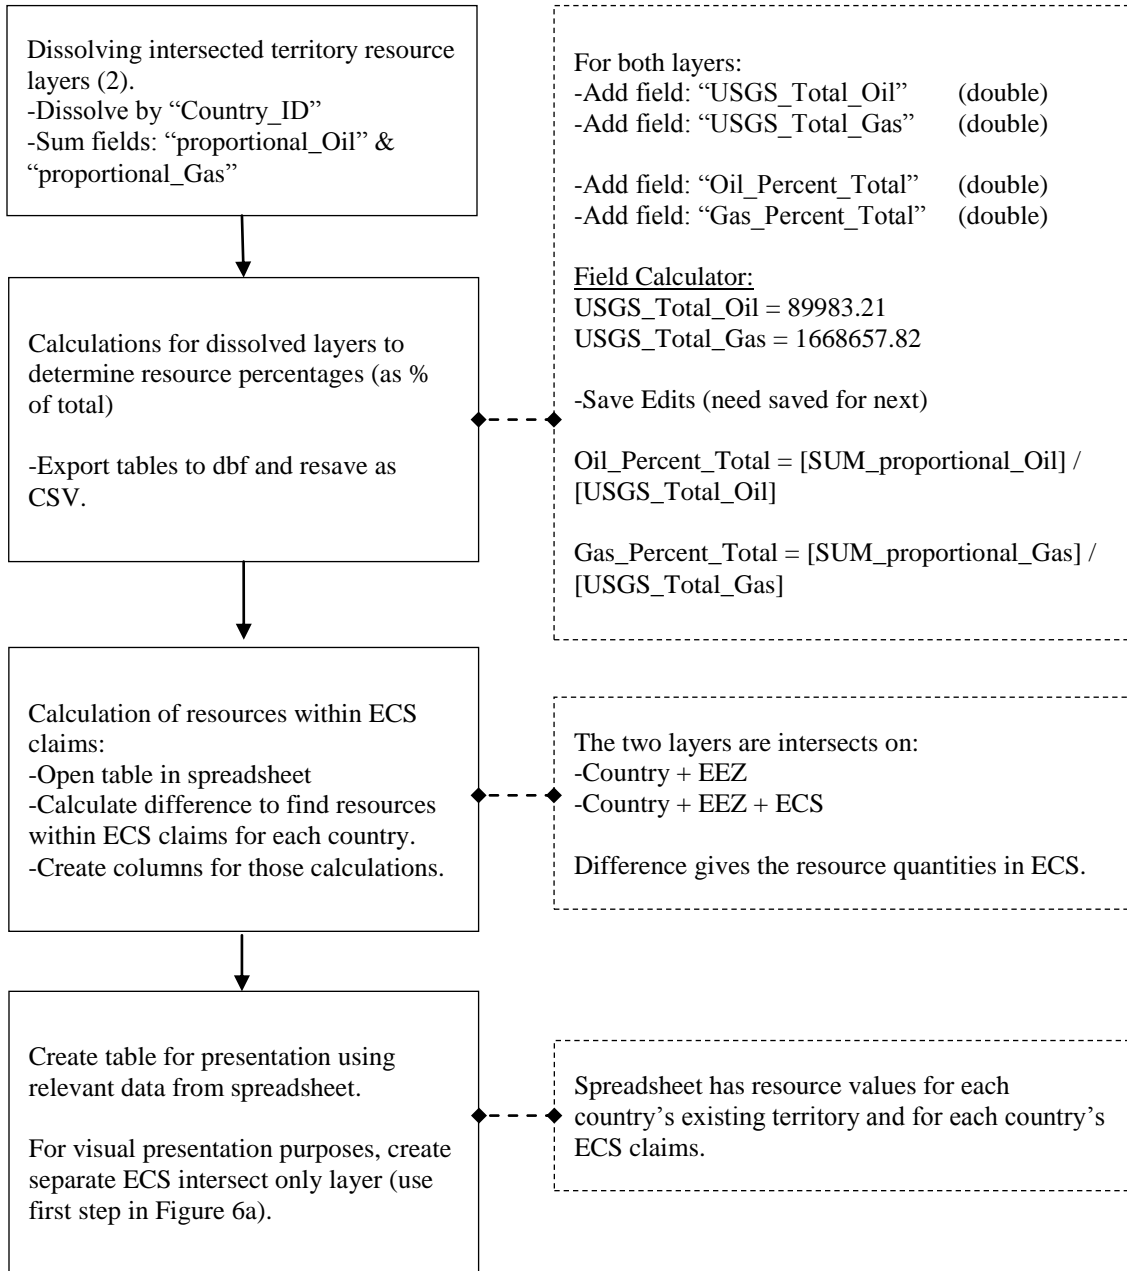 Dissolving intersected territory resource
layers (2).
-Dissolve by “Country_ID”
-Sum fields: “proportional_Oil” &
“proportional_Gas”
For both layers:
-Add field: “USGS_Total_Oil” (double)
-Add field: “USGS_Total_Gas” (double)
-Add field: “Oil_Percent_Total” (double)
-Add field: “Gas_Percent_Total” (double)
Field Calculator:
USGS_Total_Oil = 89983.21
USGS_Total_Gas = 1668657.82
-Save Edits (need saved for next)
Oil_Percent_Total = [SUM_proportional_Oil] /
[USGS_Total_Oil]
Gas_Percent_Total = [SUM_proportional_Gas] /
[USGS_Total_Gas]
Calculations for dissolved layers to
determine resource percentages (as %
of total)
-Export tables to dbf and resave as
CSV.
Calculation of resources within ECS
claims:
-Open table in spreadsheet
-Calculate difference to find resources
within ECS claims for each country.
-Create columns for those calculations.
The two layers are intersects on:
-Country + EEZ
-Country + EEZ + ECS
Difference gives the resource quantities in ECS.
Create table for presentation using
relevant data from spreadsheet.
For visual presentation purposes, create
separate ECS intersect only layer (use
first step in Figure 6a).
Spreadsheet has resource values for each
country’s existing territory and for each country’s
ECS claims.